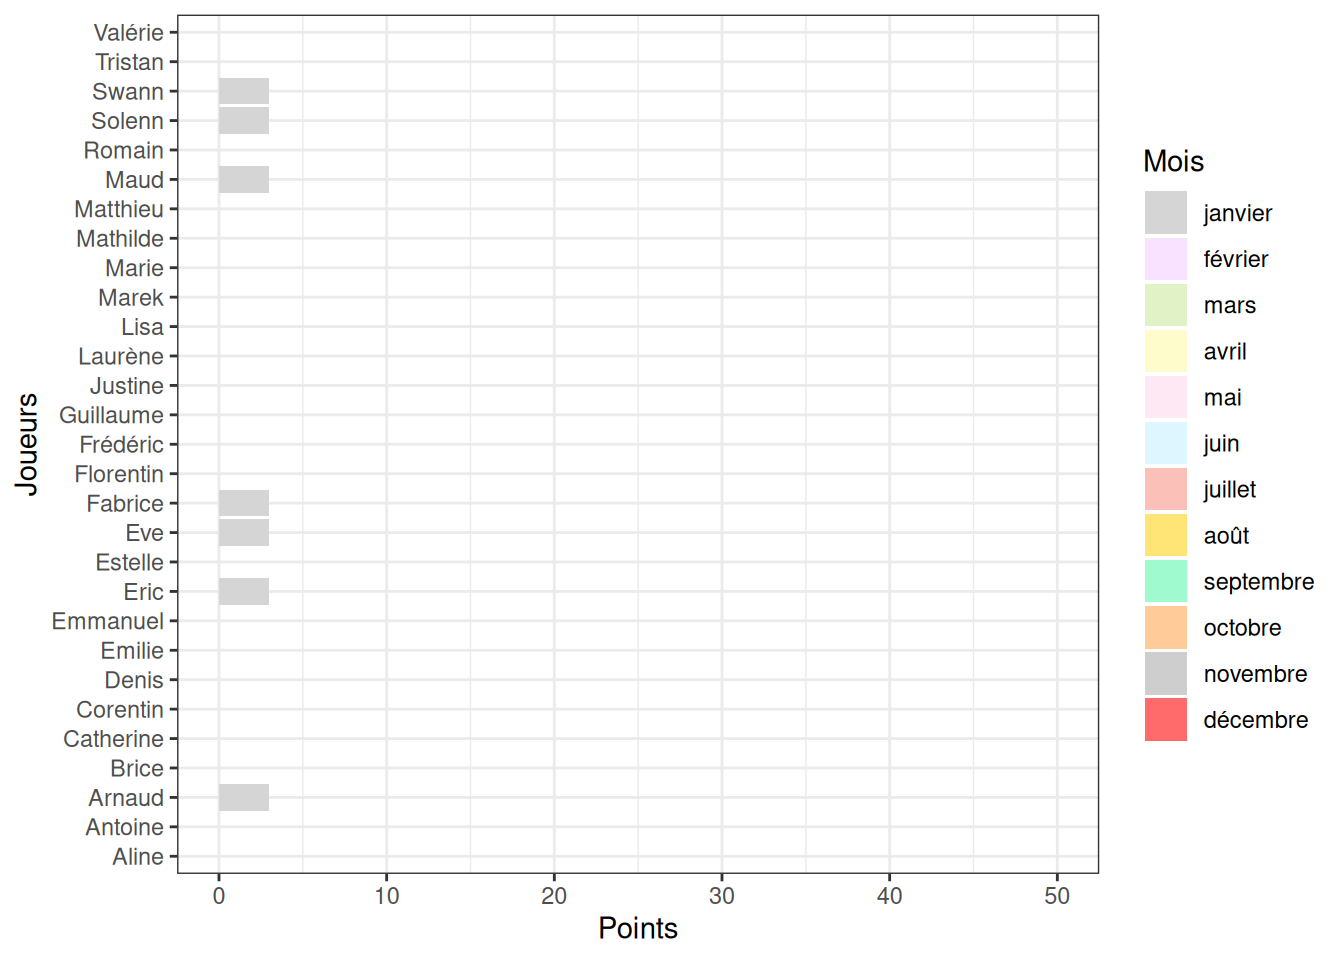 Joueurs
Valérie
Tristan
Swann
Solenn
Romain
Maud
Matthieu
Mathilde
Marie
Marek
Lisa
Laurène
Justine
Guillaume
Frédéric
Florentin
Fabrice
Eve
Estelle
Eric
Emmanuel
Emilie
Denis
Corentin
Catherine
Brice
Arnaud
Antoine
Aline
0 10 20 30 40 50
Points
Mois
janvier
février
mars
avril
mai
juin
juillet
août
septembre
octobre
novembre
décembre